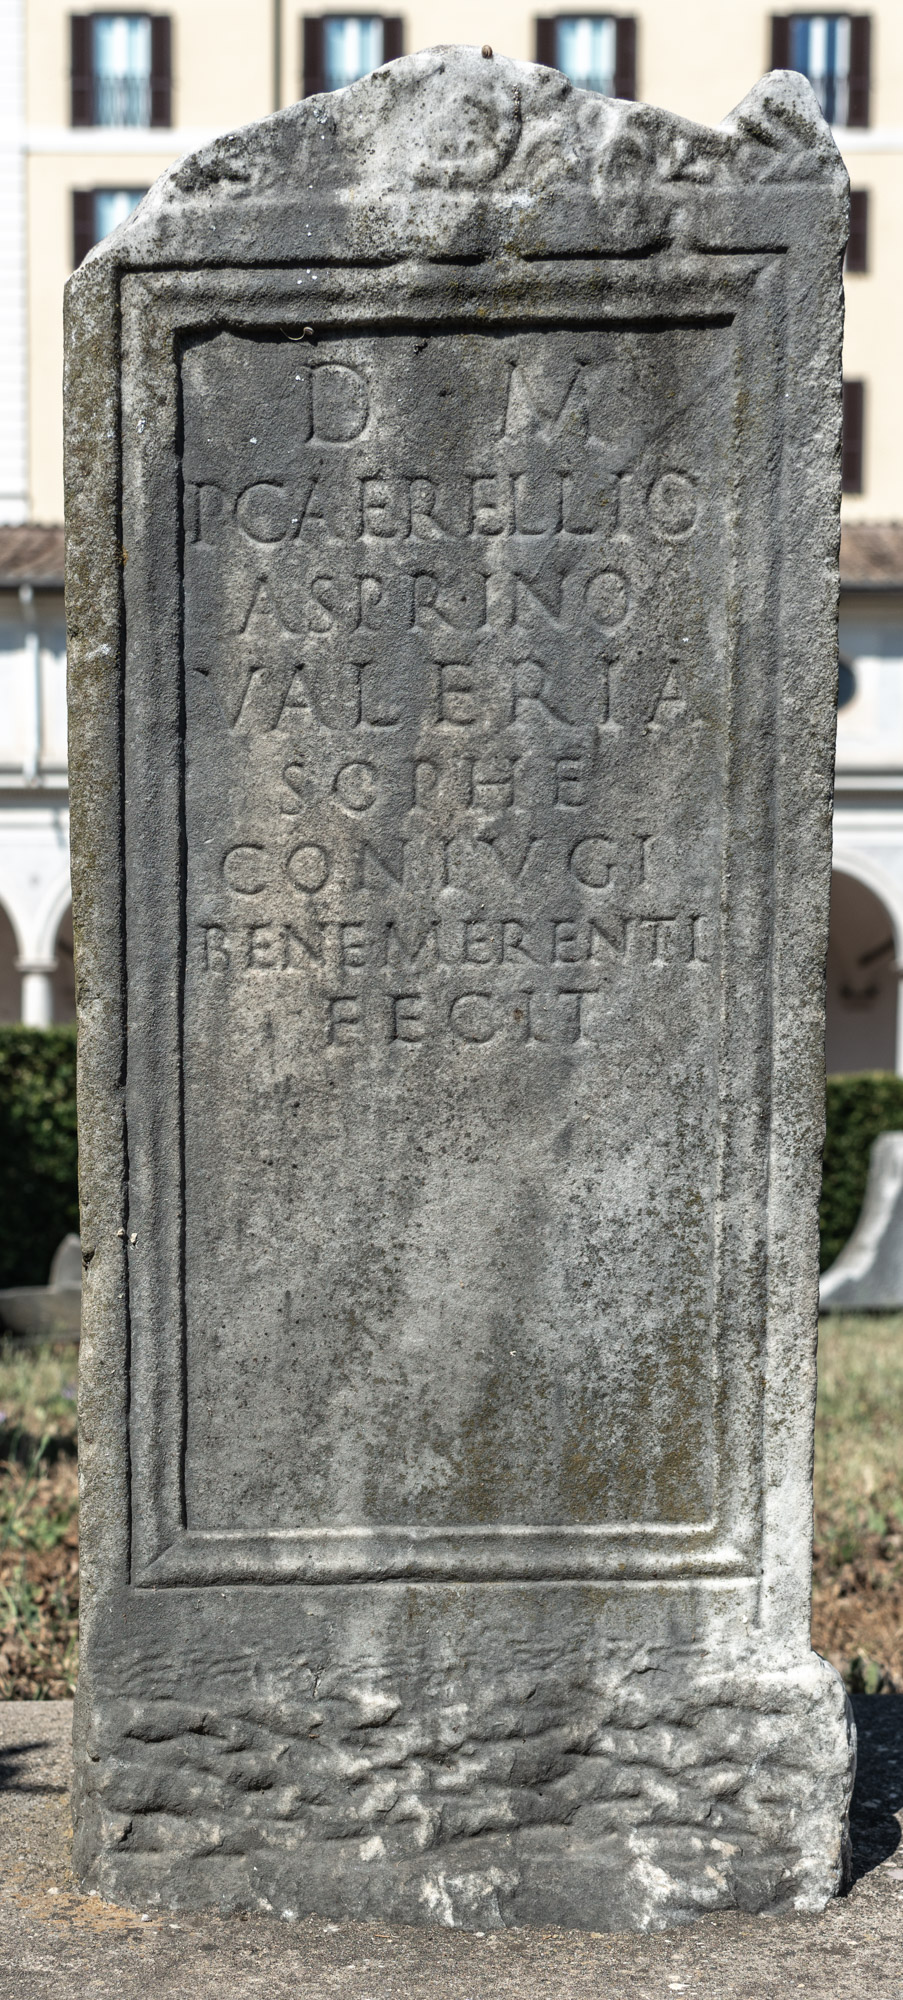 D M
P CAERELLIO
ASPRINO
VALERIA
SOPHE
CONIVGI
BENEMERENTI
FECIT